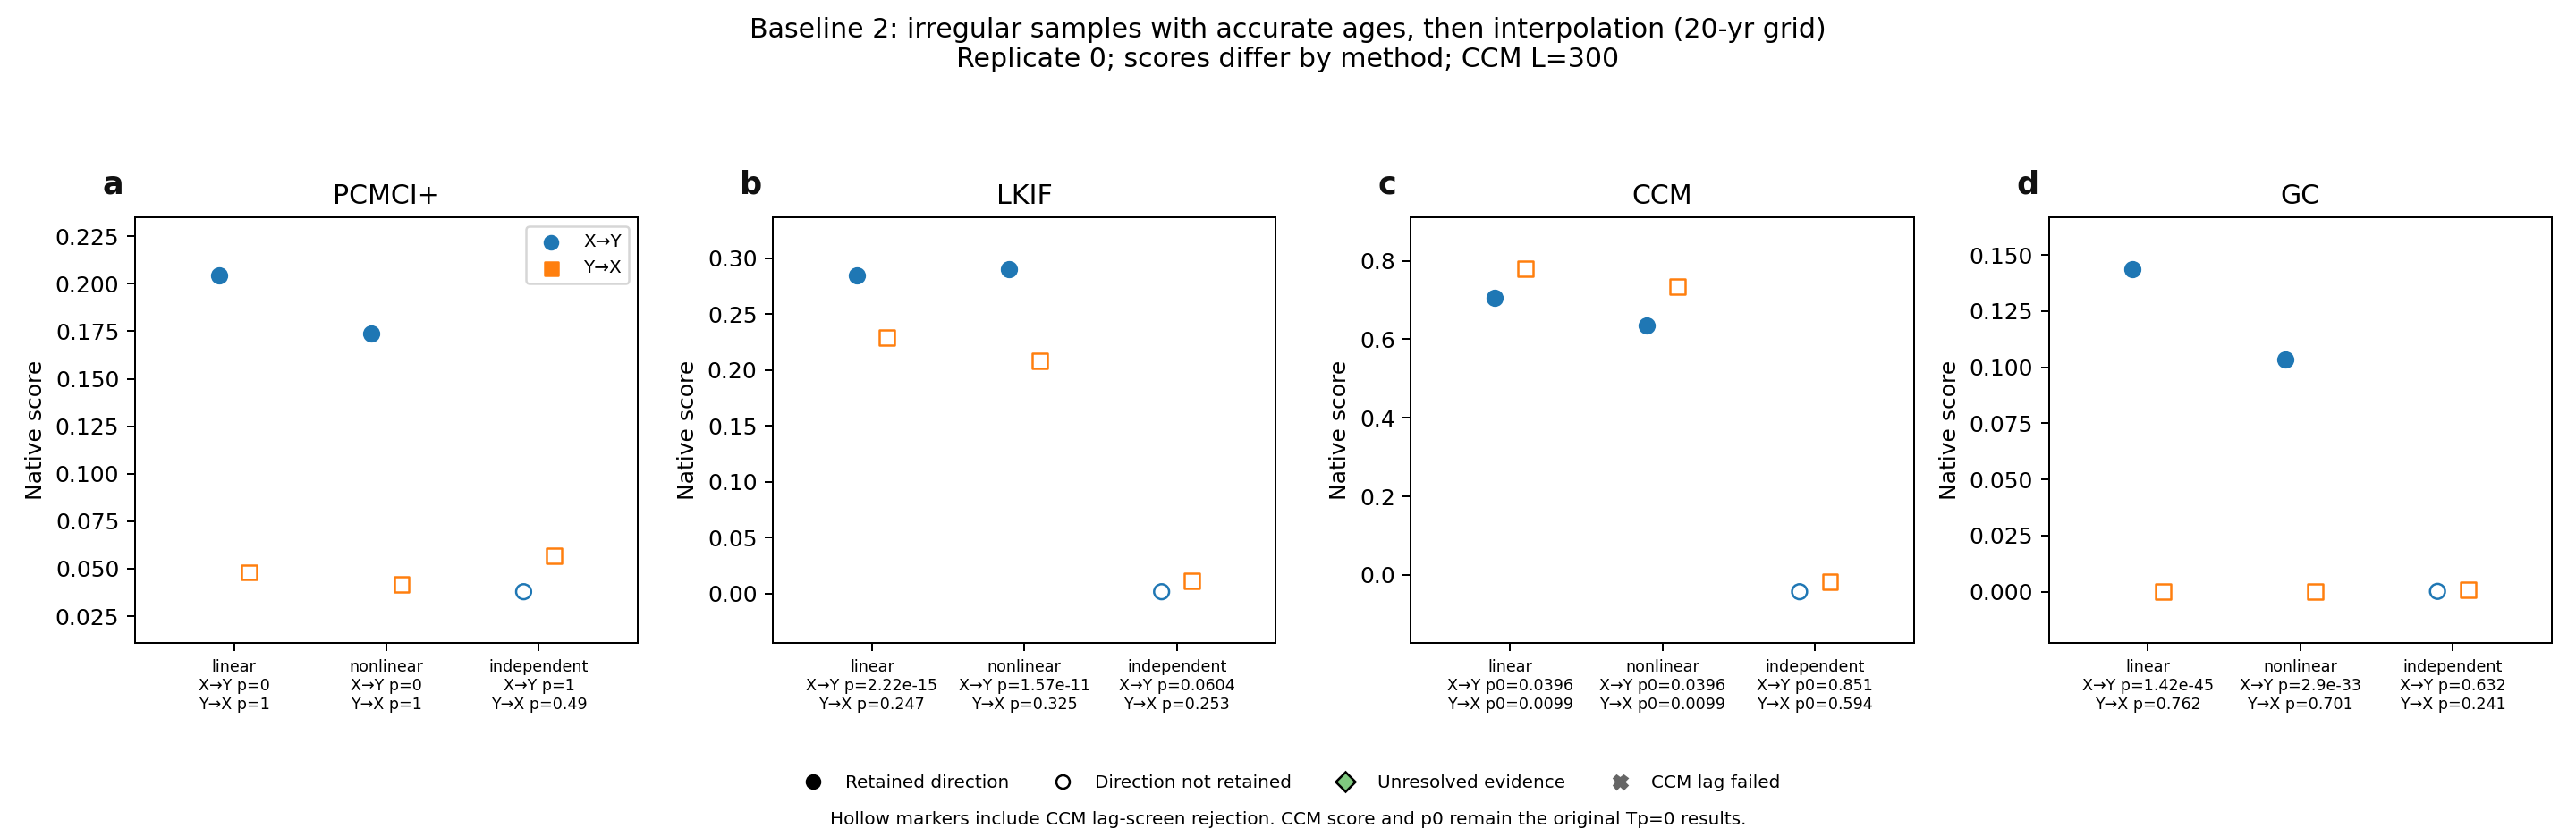 Baseline 2: irregular samples with accurate ages, then interpolation (20-yr grid)
Replicate 0; scores differ by method; CCM L=300
a
PCMCI+
Native score
0.225
0.200
0.175
0.150
0.125
0.100
0.075
0.050
0.025
X→Y
Y→X
linear
X→Y p=0
Y→X p=1
nonlinear
X→Y p=0
Y→X p=1
independent
X→Y p=1
Y→X p=0.49
b
LKIF
Native score
0.30
0.25
0.20
0.15
0.10
0.05
0.00
linear
X→Y p=2.22e-15
Y→X p=0.247
nonlinear
X→Y p=1.57e-11
Y→X p=0.325
independent
X→Y p=0.0604
Y→X p=0.253
c
CCM
Native score
0.8
0.6
0.4
0.2
0.0
linear
X→Y p0=0.0396
Y→X p0=0.0099
nonlinear
X→Y p0=0.0396
Y→X p0=0.0099
independent
X→Y p0=0.851
Y→X p0=0.594
d
GC
Native score
0.150
0.125
0.100
0.075
0.050
0.025
0.000
linear
X→Y p=1.42e-45
Y→X p=0.762
nonlinear
X→Y p=2.9e-33
Y→X p=0.701
independent
X→Y p=0.632
Y→X p=0.241
Retained direction
Direction not retained
Unresolved evidence
CCM lag failed
Hollow markers include CCM lag-screen rejection. CCM score and p0 remain the original Tp=0 results.